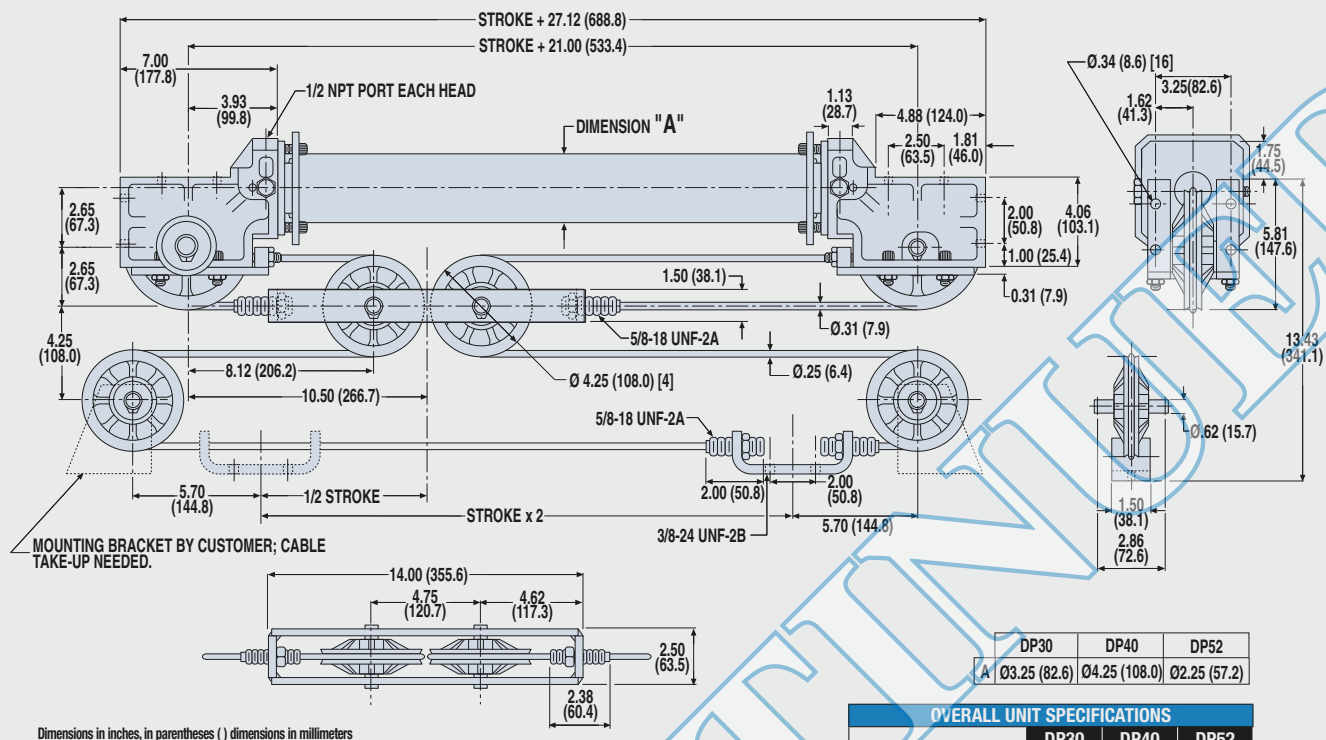 STROKE + 27.12 (688.8)
STROKE + 21.00 (533.4)
7.00
(177.8)
3.93
(99.8)
1/2 NPT PORT EACH HEAD
DIMENSION "A"
1.13
(28.7)
4.88 (124.0)
2.50
(63.5)
1.81
(46.0)
Ø.34 (8.6) [16]
3.25(82.6)
1.62
(41.3)
1.75
(44.5)
2.65
(67.3)
2.65
(67.3)
4.25
(108.0)
2.00
(50.8)
4.06
(103.1)
1.00 (25.4)
0.31 (7.9)
5.81
(147.6)
13.43
(341.1)
1.50 (38.1)
5/8-18 UNF-2A
Ø.31 (7.9)
Ø.25 (6.4)
8.12 (206.2)
10.50 (266.7)
Ø 4.25 (108.0) [4]
5/8-18 UNF-2A
Ø.62 (15.7)
5.70
(144.8)
1/2 STROKE
STROKE x 2
2.00 (50.8)
2.00
(50.8)
3/8-24 UNF-2B
5.70 (144.8)
1.50
(38.1)
2.86
(72.6)
MOUNTING BRACKET BY CUSTOMER; CABLE
TAKE-UP NEEDED.
14.00 (355.6)
4.75
(120.7)
4.62
(117.3)
2.50
(63.5)
2.38
(60.4)
DP30 DP40 DP52
A Ø3.25 (82.6) Ø4.25 (108.0) Ø2.25 (57.2)
OVERALL UNIT SPECIFICATIONS
DP30 DP40 DP52
Dimensions in inches, in parentheses ( ) dimensions in millimeters